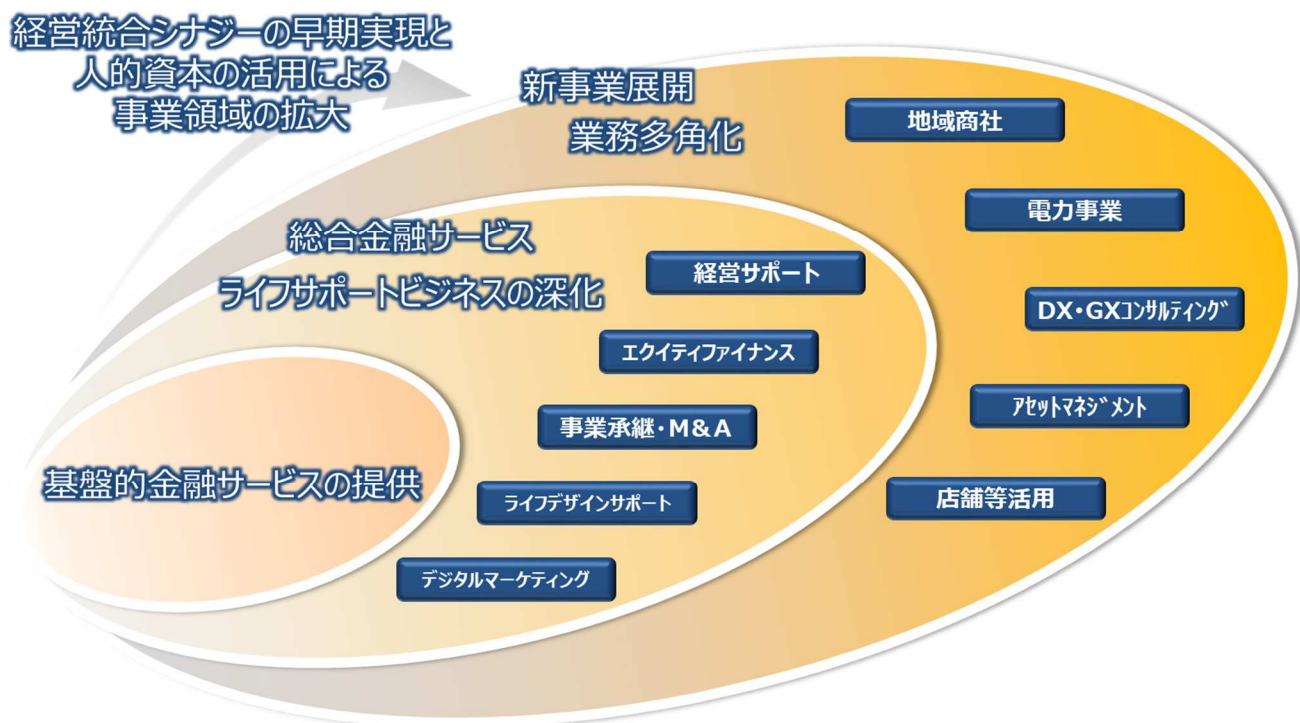 経営統合シナジーの早期実現と
人的資本の活用による
事業領域の拡大
新事業展開
業務多角化
地域商社
電力事業
DX・GXｺﾝｻﾙﾃｨﾝｸﾞ
ｱｾｯﾄﾏﾈｼﾞﾒﾝﾄ
店舗等活用
総合金融サービス
ライフサポートビジネスの深化
経営サポート
エクイティファイナンス
事業承継・M&A
ライフデザインサポート
デジタルマーケティング
基盤的金融サービスの提供